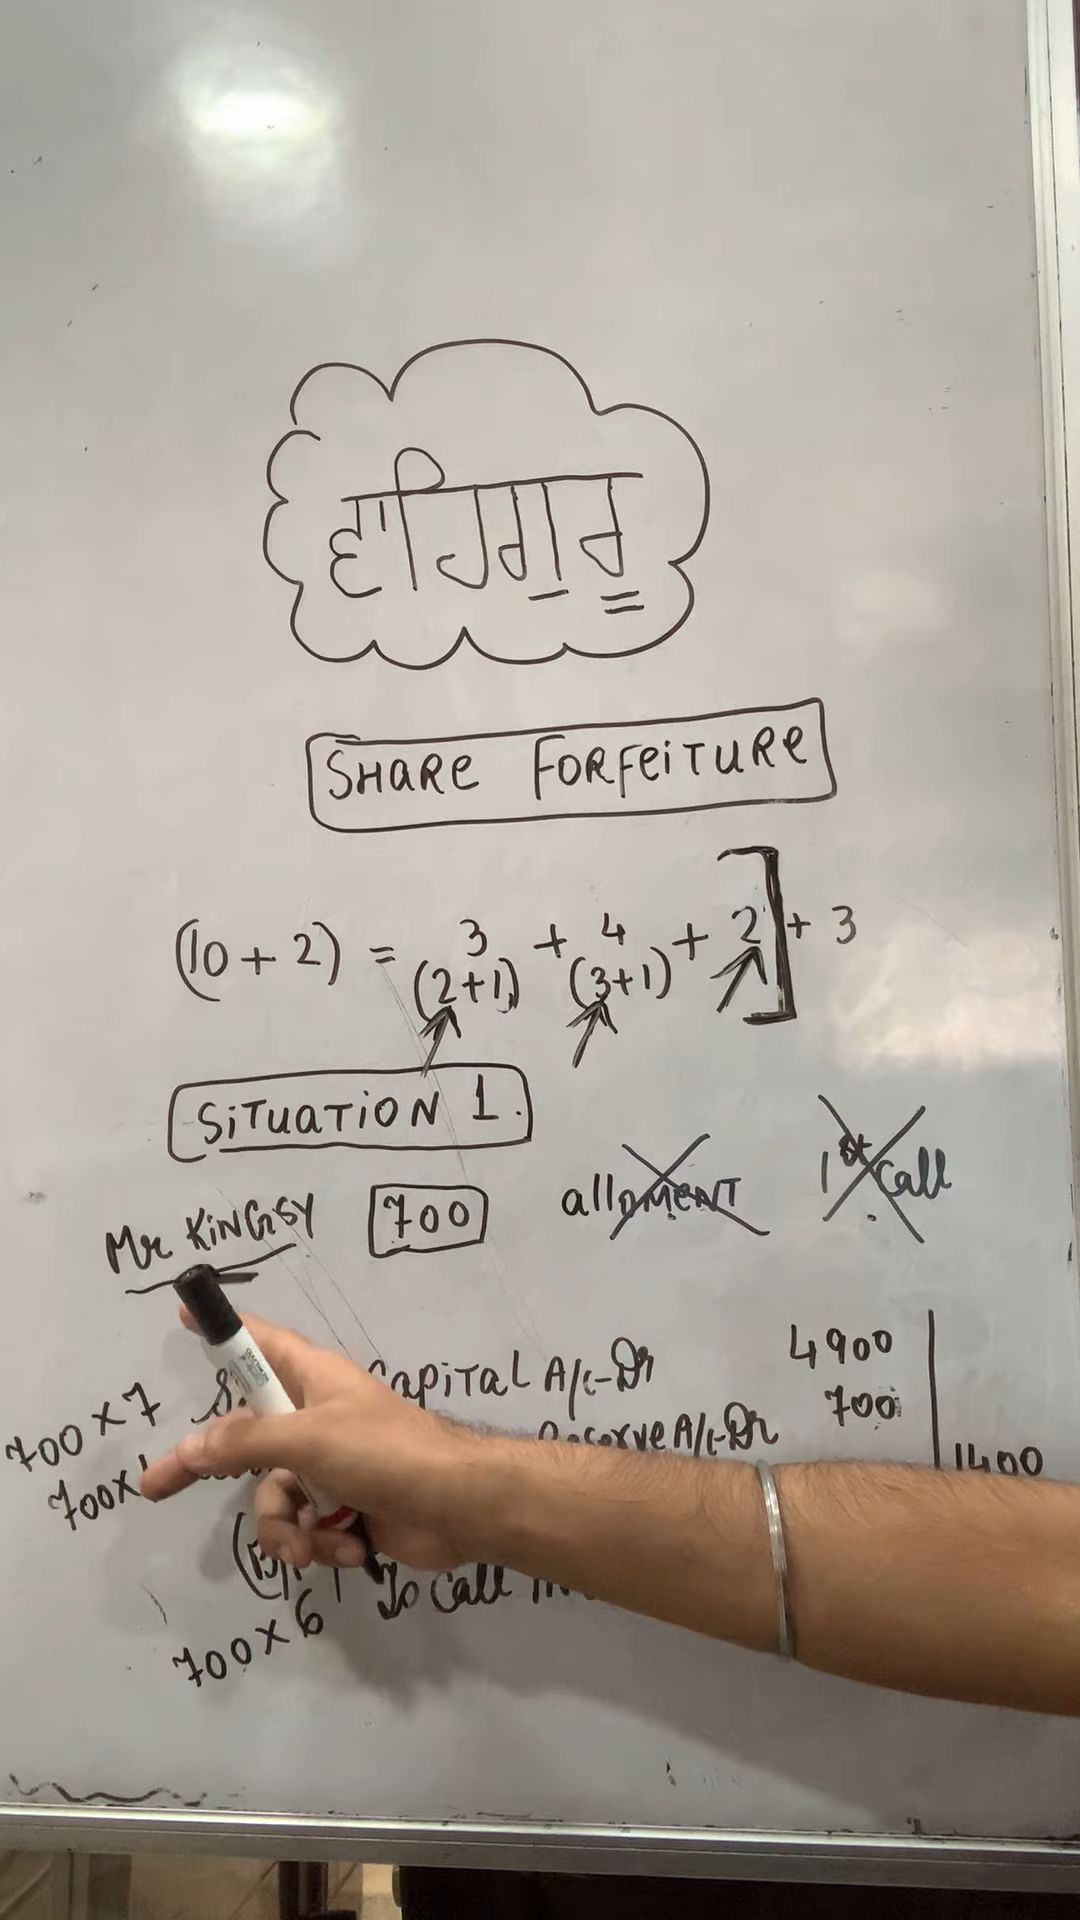 ਵਾਹਿਗੁਰੂ
SHARE FORFEITURE
(10 + 2) = 3 (2+1) + 4 (3+1) + 2] + 3
SITUATION 1.
Mr KINGSY 700 allotMENT 1st Call
700 × 7 S. Capital A/c-Dr 4900
700× Reserve A/c-Dr 700
1400
To Call
700 × 6